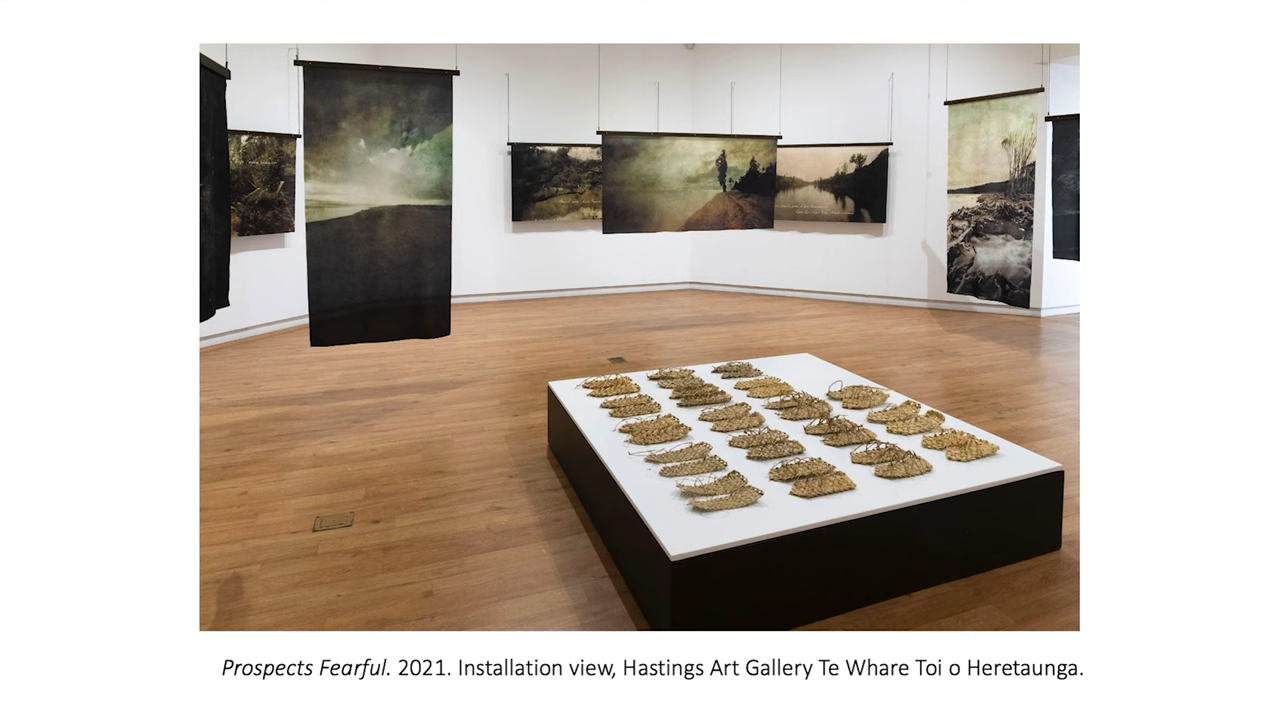 Prospects Fearful. 2021. Installation view, Hastings Art Gallery Te Whare Toi o Heretaunga.